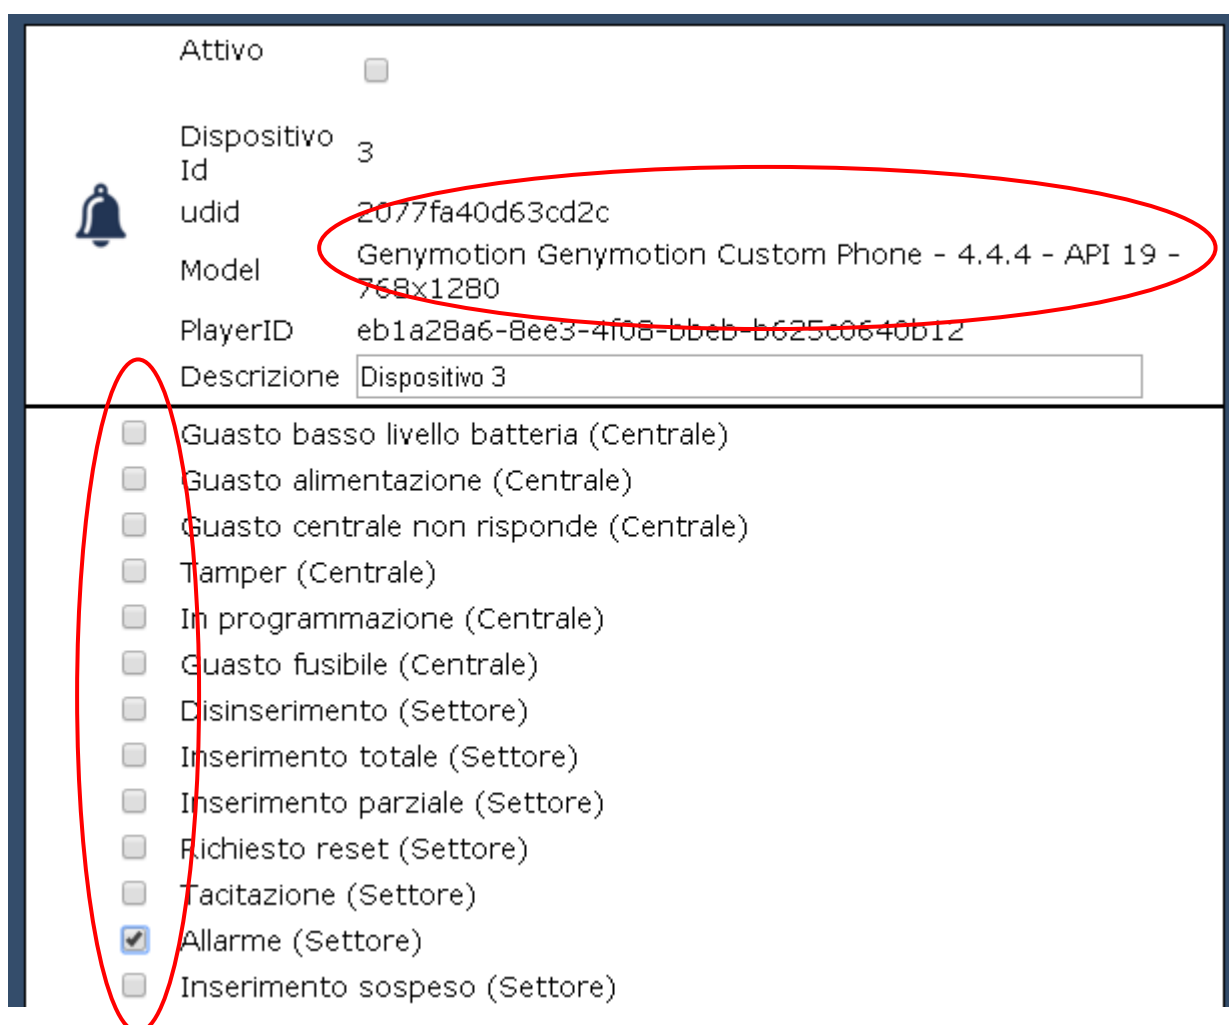 Attivo
Dispositivo
Id
3
udid 2077fa40d63cd2c
Model Genymotion Genymotion Custom Phone - 4.4.4 - API 19 -
768x1280
PlayerID eb1a28a6-8ee3-4f08-bbeb-b625c0640b12
Descrizione Dispositivo 3
Guasto basso livello batteria (Centrale)
Guasto alimentazione (Centrale)
Guasto centrale non risponde (Centrale)
Tamper (Centrale)
In programmazione (Centrale)
Guasto fusibile (Centrale)
Disinserimento (Settore)
Inserimento totale (Settore)
Inserimento parziale (Settore)
Richiesto reset (Settore)
Tacitazione (Settore)
Allarme (Settore)
Inserimento sospeso (Settore)